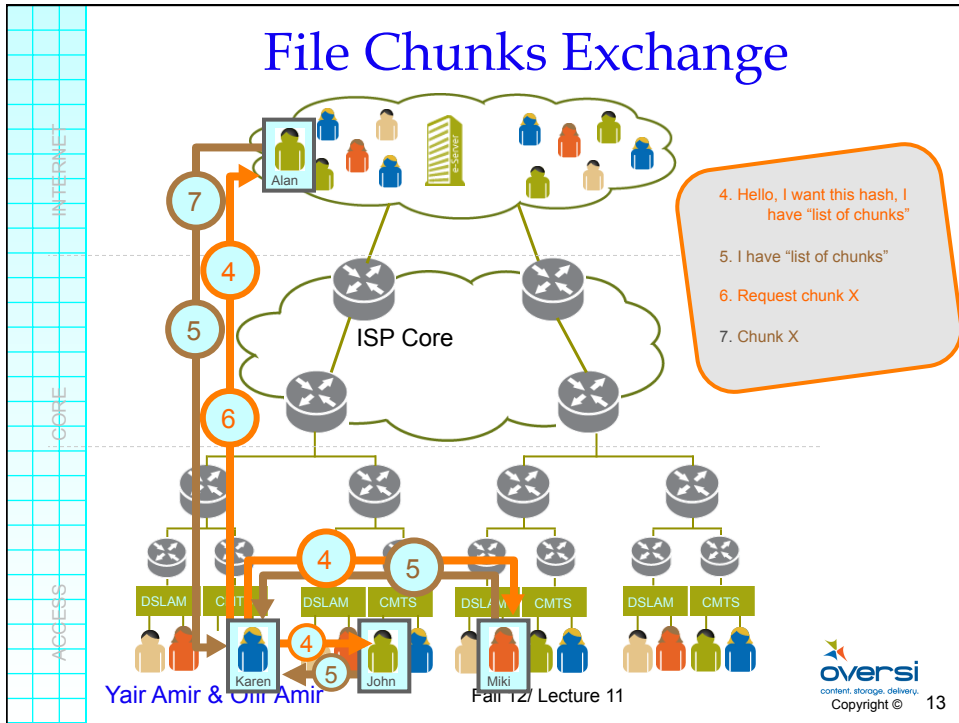 File Chunks Exchange
INTERNET
CORE
ACCESS
Alan
e-Server
7
4
5
6
ISP Core
4. Hello, I want this hash, I
have “list of chunks”
5. I have “list of chunks”
6. Request chunk X
7. Chunk X
4
5
DSLAM
CMTS
DSLAM
CMTS
DSLAM
CMTS
DSLAM
CMTS
4
5
Karen
John
Miki
Yair Amir & Ofir Amir
Fall 12/ Lecture 11
oversi
content. storage. delivery.
Copyright ©
13